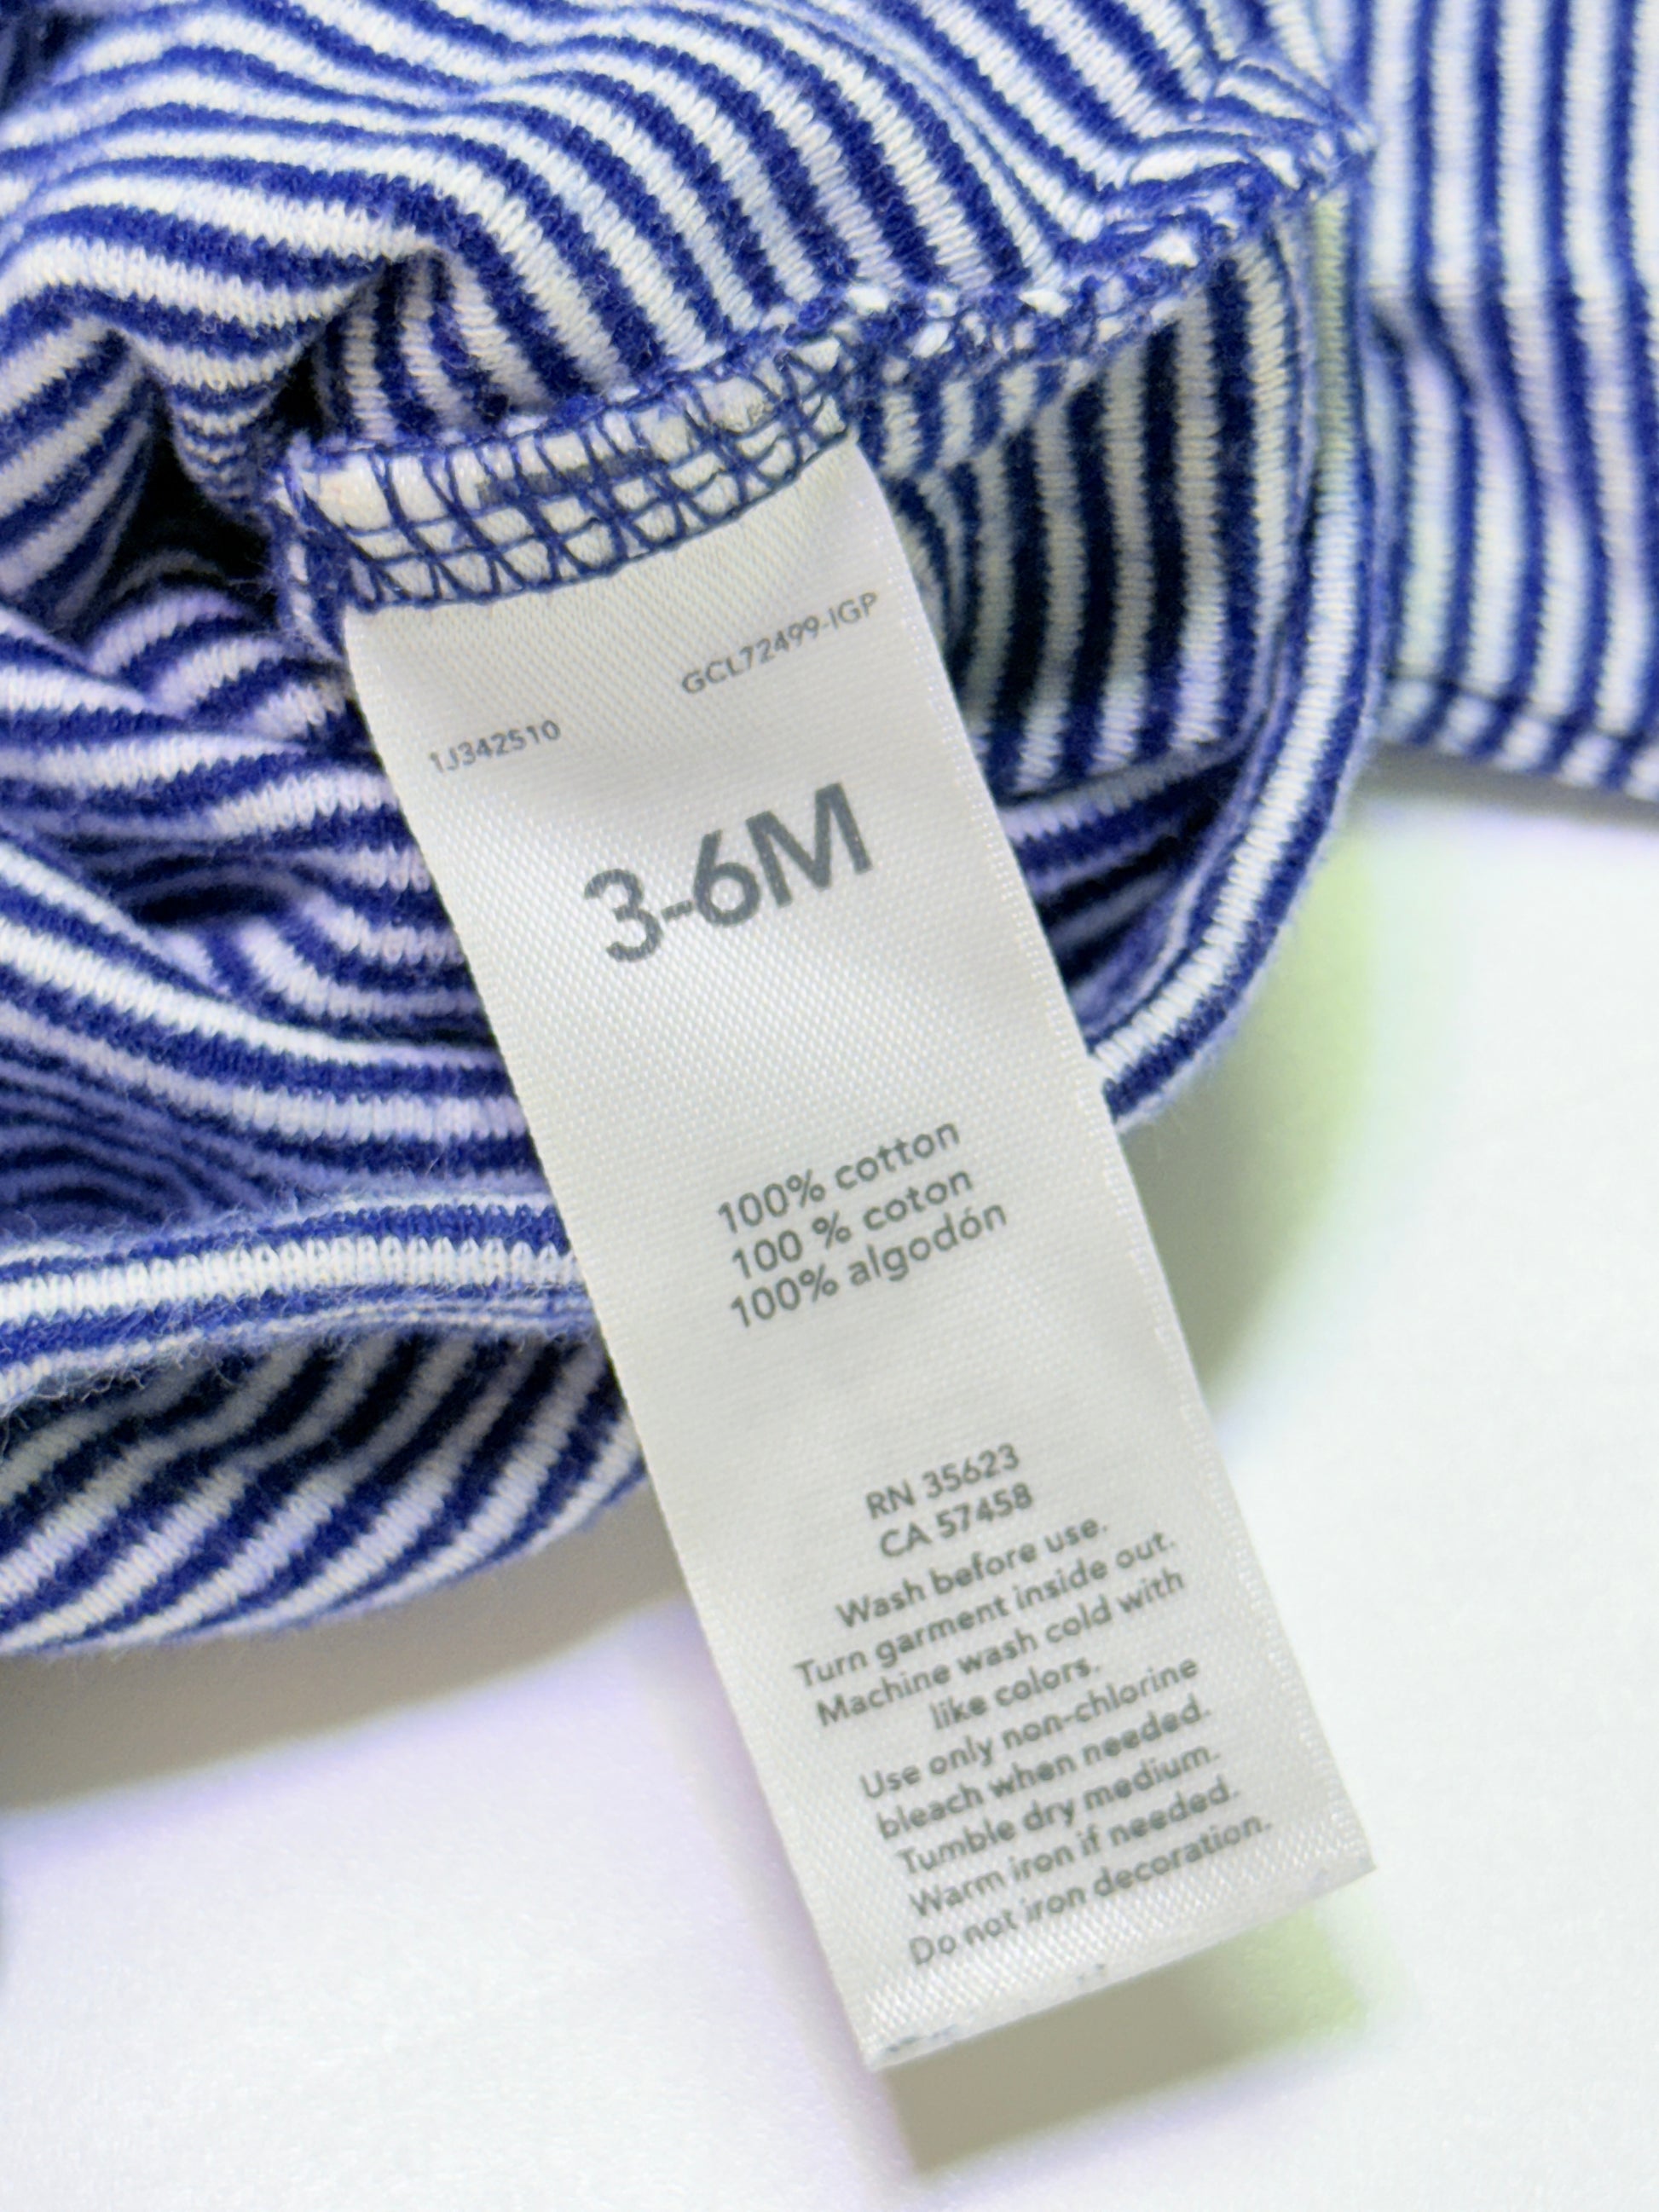 GCL72499-IGP
1J342510
3-6M
100% cotton
100 % coton
100% algodón
RN 35623
CA 57458
Wash before use.
Turn garment inside out.
Machine wash cold with
like colors.
Use only non-chlorine
bleach when needed.
Tumble dry medium.
Warm iron if needed.
Do not iron decoration.